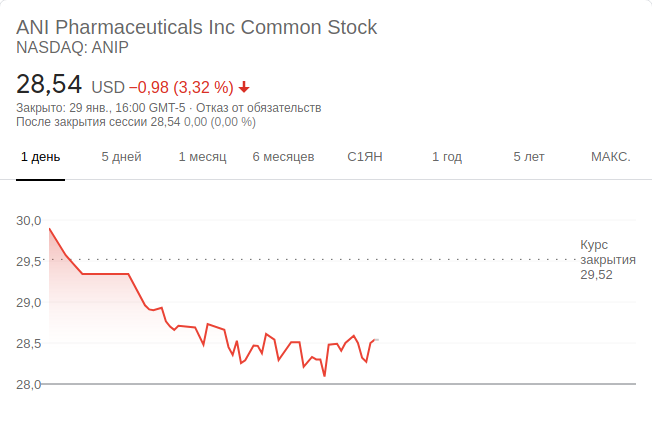 ANI Pharmaceuticals Inc Common Stock
NASDAQ: ANIP
28,54 USD −0,98 (3,32 %)
Закрыто: 29 янв., 16:00 GMT-5 · Отказ от обязательств
После закрытия сессии 28,54 0,00 (0,00 %)
1 день 5 дней 1 месяц 6 месяцев С1ЯН 1 год 5 лет МАКС.
30,0
29,5
29,0
28,5
28,0
Курс
закрытия
29,52